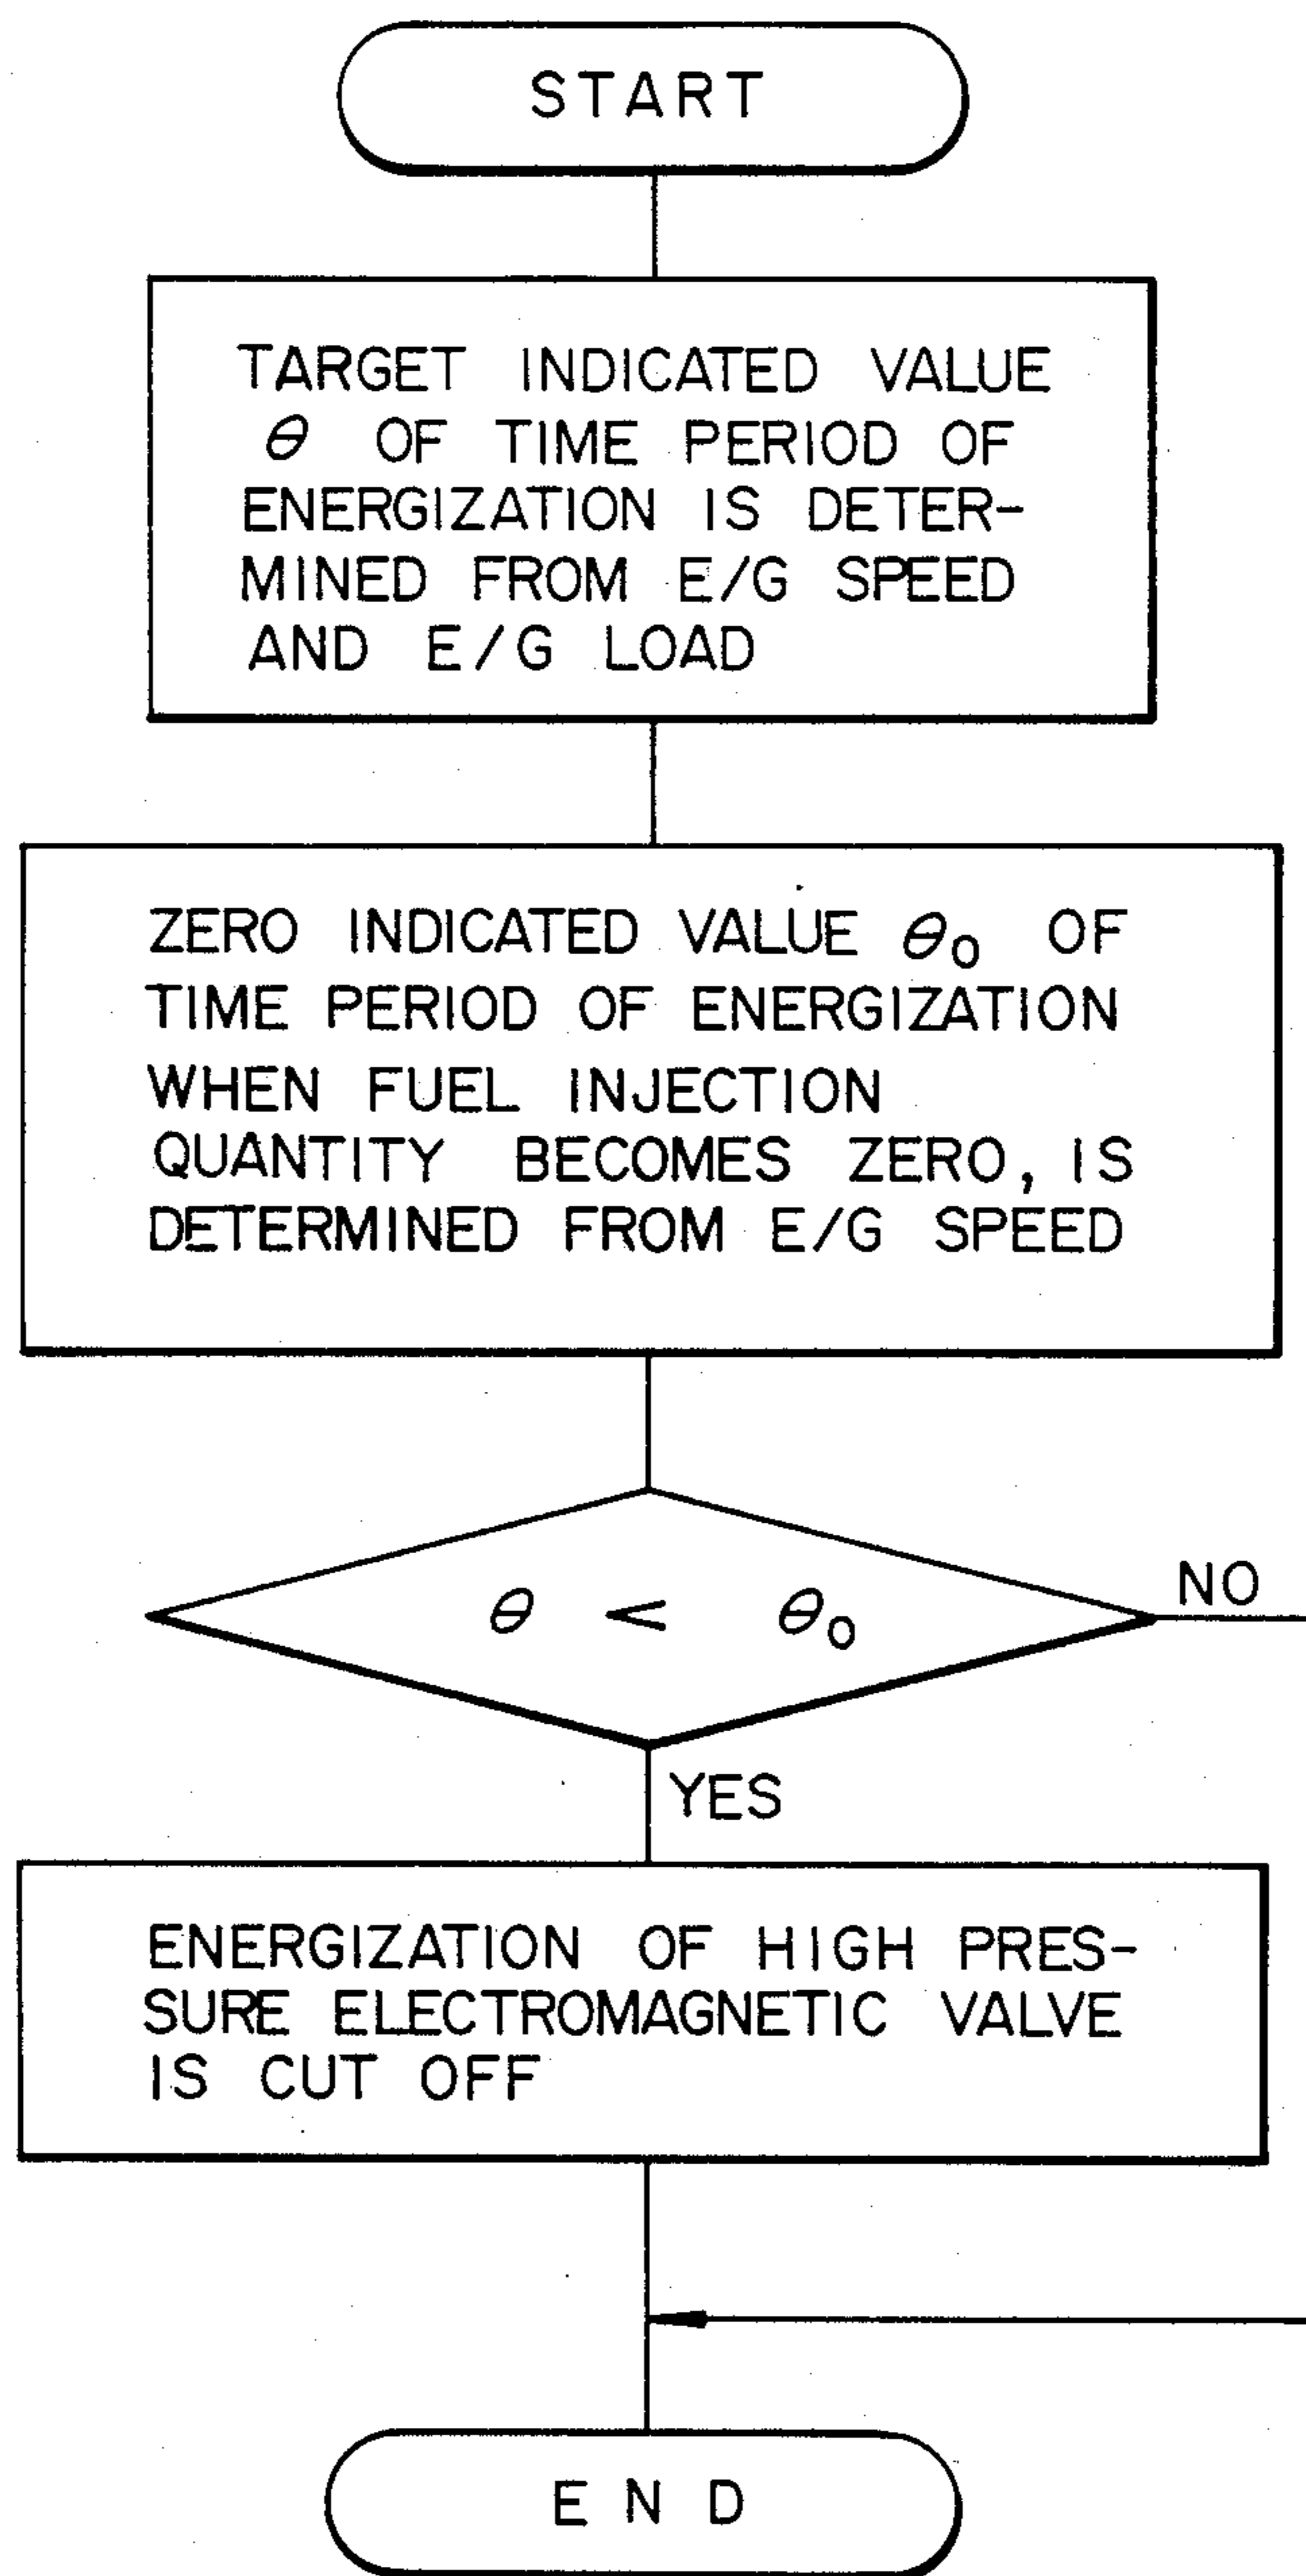 START
TARGET INDICATED VALUE
θ OF TIME PERIOD OF
ENERGIZATION IS DETER-
MINED FROM E/G SPEED
AND E/G LOAD
ZERO INDICATED VALUE θ₀ OF
TIME PERIOD OF ENERGIZATION
WHEN FUEL INJECTION
QUANTITY BECOMES ZERO, IS
DETERMINED FROM E/G SPEED
θ < θ₀
NO
YES
ENERGIZATION OF HIGH PRES-
SURE ELECTROMAGNETIC VALVE
IS CUT OFF
END